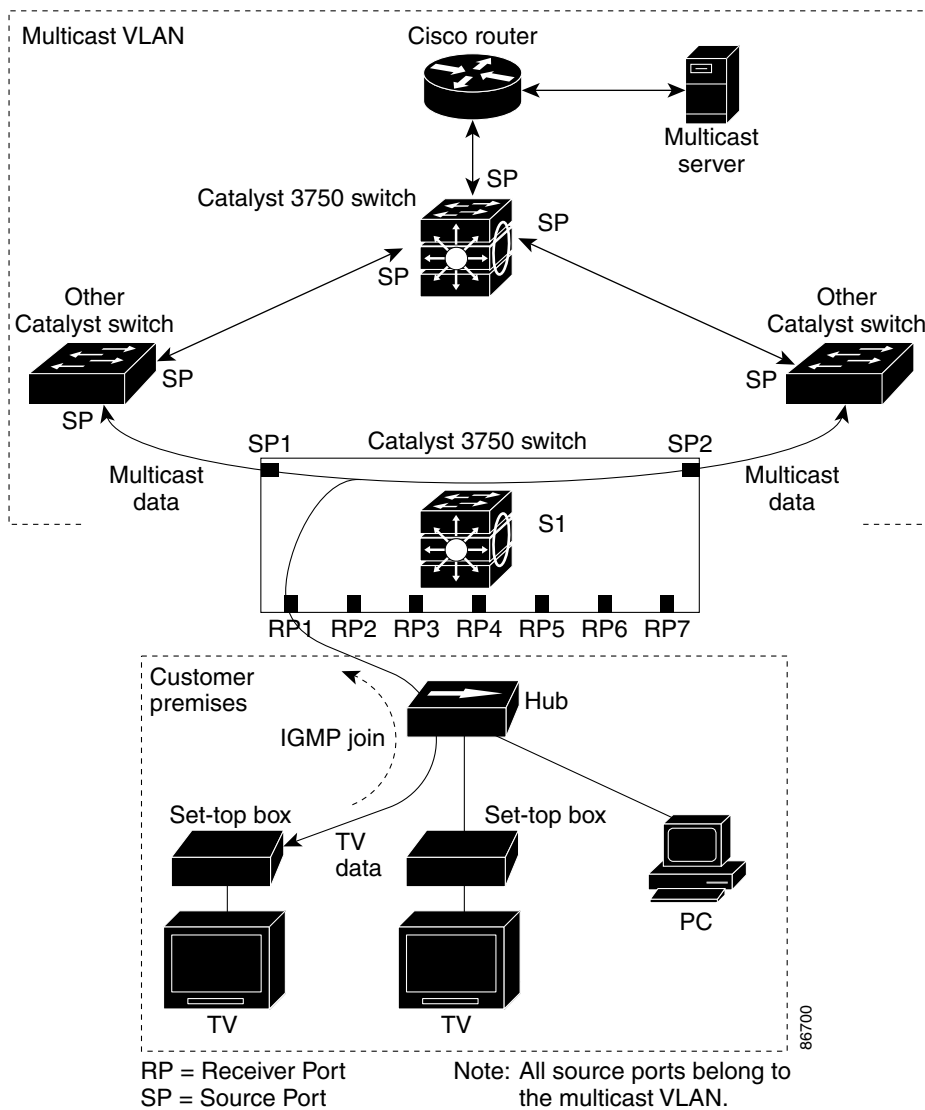 Multicast VLAN
Cisco router
Multicast
server
SP
Catalyst 3750 switch
SP
SP
Other
Catalyst switch
Other
Catalyst switch
SP
SP
SP
SP1
Catalyst 3750 switch
SP2
Multicast
data
Multicast
data
S1
RP1 RP2 RP3 RP4 RP5 RP6 RP7
Customer
premises
Hub
IGMP join
Set-top box
Set-top box
TV
data
PC
TV
TV
86700
RP = Receiver Port
SP = Source Port
Note: All source ports belong to
the multicast VLAN.